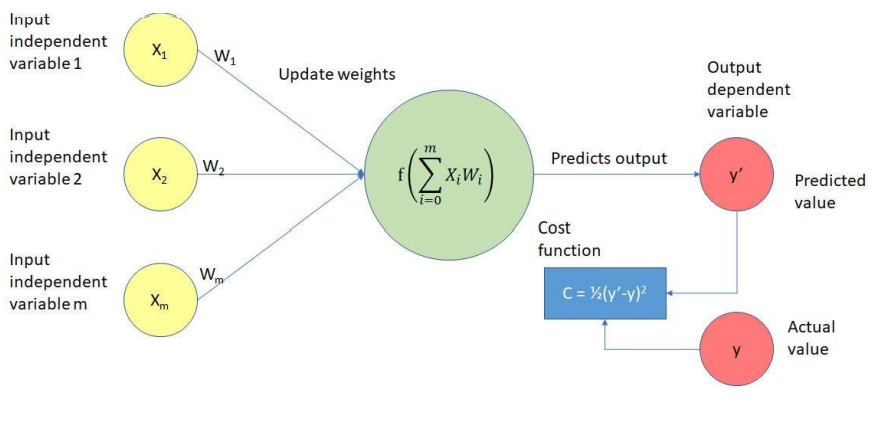 Input
independent
variable 1
X₁
W₁
Update weights
Input
independent
variable 2
X₂
W₂
Input
independent
variable m
Xₘ
Wₘ
f(∑ᵢ₌₀ᵐ XᵢWᵢ)
Predicts output
Output
dependent
variable
y’
Predicted
value
Cost
function
C = ½(y’-y)²
y
Actual
value